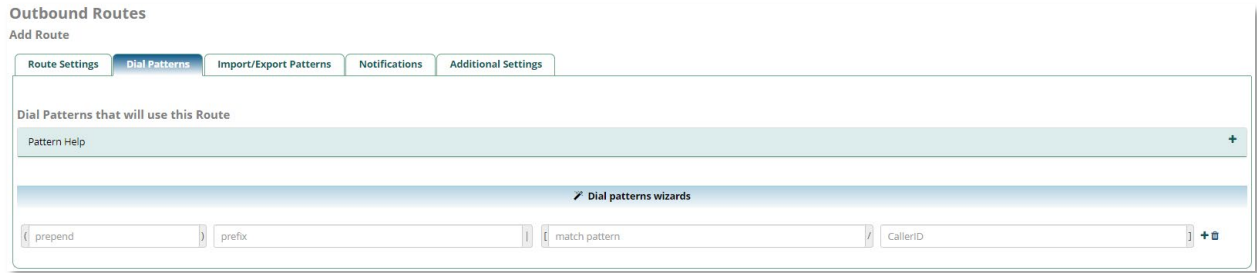 Outbound Routes
Add Route
Route Settings Dial Patterns Import/Export Patterns Notifications Additional Settings
Dial Patterns that will use this Route
Pattern Help +
Dial patterns wizards
( prepend ) prefix | [ match pattern / CallerID ] +